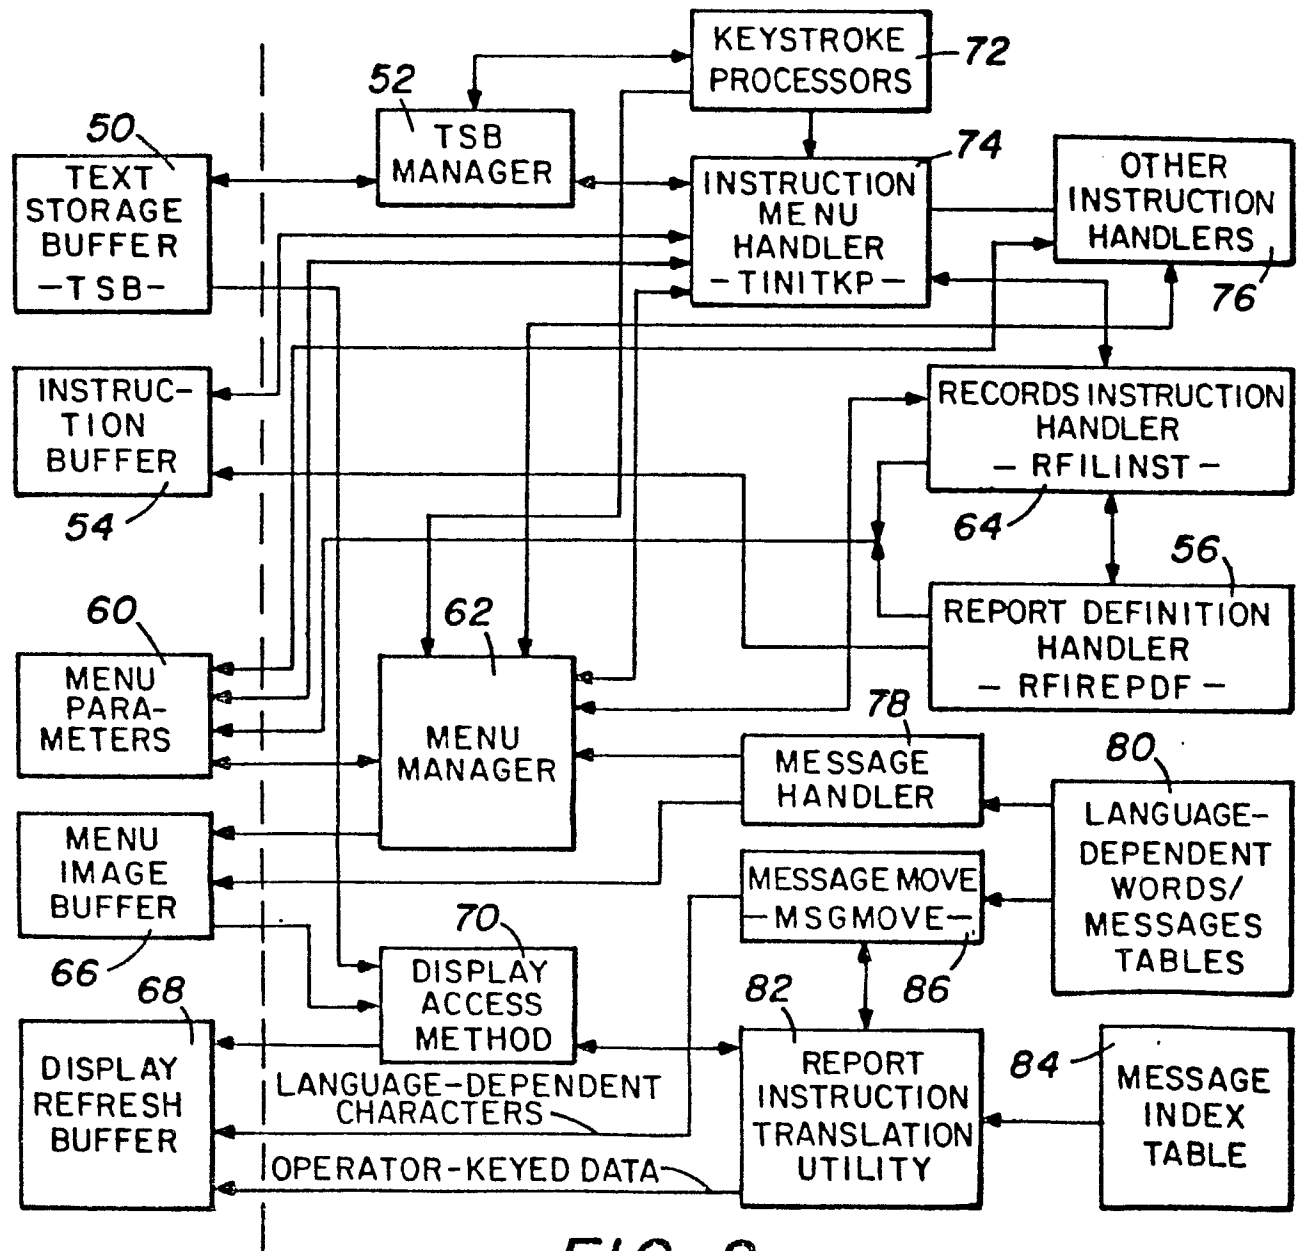 KEYSTROKE
PROCESSORS
72
52
TSB
MANAGER
50
TEXT
STORAGE
BUFFER
-TSB-
74
INSTRUCTION
MENU
HANDLER
-TINITKP-
OTHER
INSTRUCTION
HANDLERS
76
INSTRUC-
TION
BUFFER
54
RECORDS INSTRUCTION
HANDLER
-RFILINST-
64
56
REPORT DEFINITION
HANDLER
-RFIREPDF-
60
MENU
PARA-
METERS
62
MENU
MANAGER
78
MESSAGE
HANDLER
80
LANGUAGE-
DEPENDENT
WORDS/
MESSAGES
TABLES
MENU
IMAGE
BUFFER
66
MESSAGE MOVE
-MSGMOVE-
86
70
DISPLAY
ACCESS
METHOD
68
DISPLAY
REFRESH
BUFFER
82
REPORT
INSTRUCTION
TRANSLATION
UTILITY
84
MESSAGE
INDEX
TABLE
LANGUAGE-DEPENDENT
CHARACTERS
OPERATOR-KEYED DATA